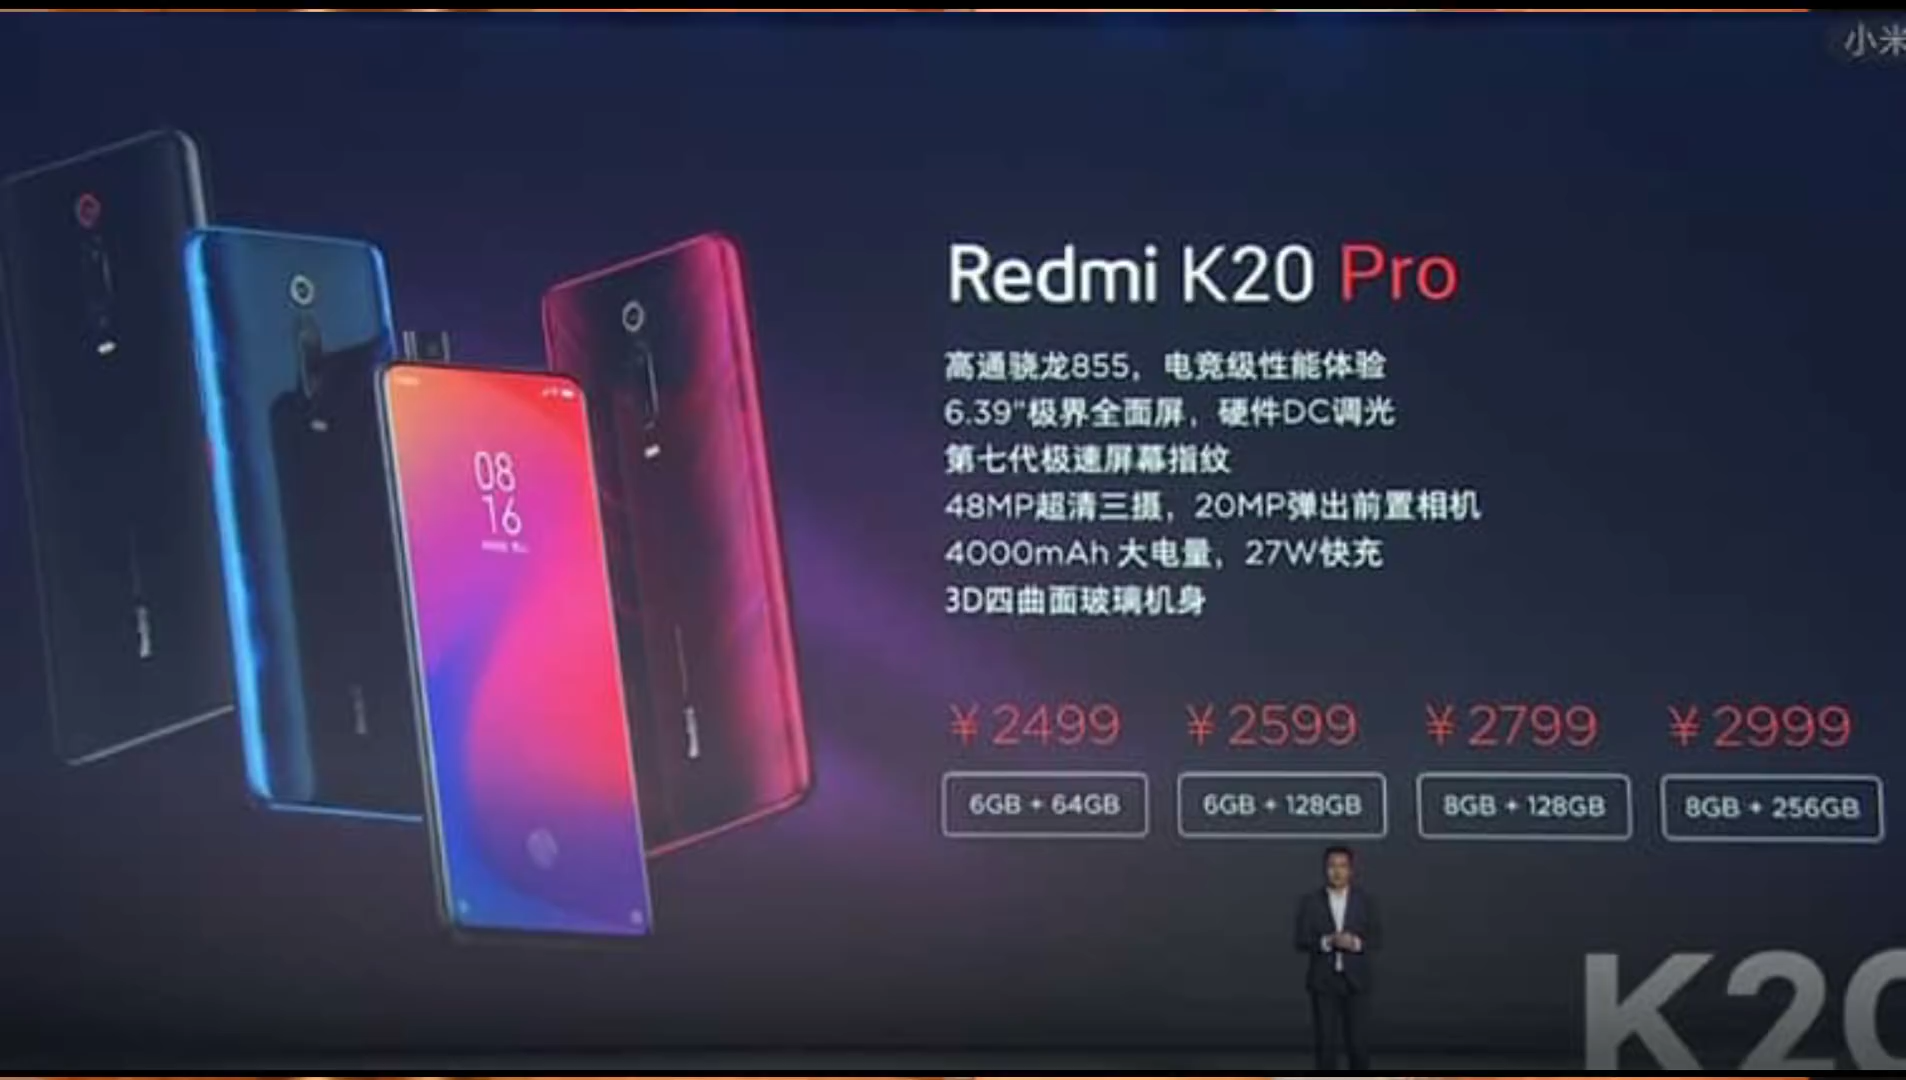 小米
Redmi K20 Pro
高通骁龙855，电竞级性能体验
6.39"极界全面屏，硬件DC调光
第七代极速屏幕指纹
48MP超清三摄，20MP弹出前置相机
4000mAh 大电量，27W快充
3D四曲面玻璃机身
08
16
Redmi
Redmi
¥2499 ¥2599 ¥2799 ¥2999
6GB + 64GB 6GB + 128GB 8GB + 128GB 8GB + 256GB
K20